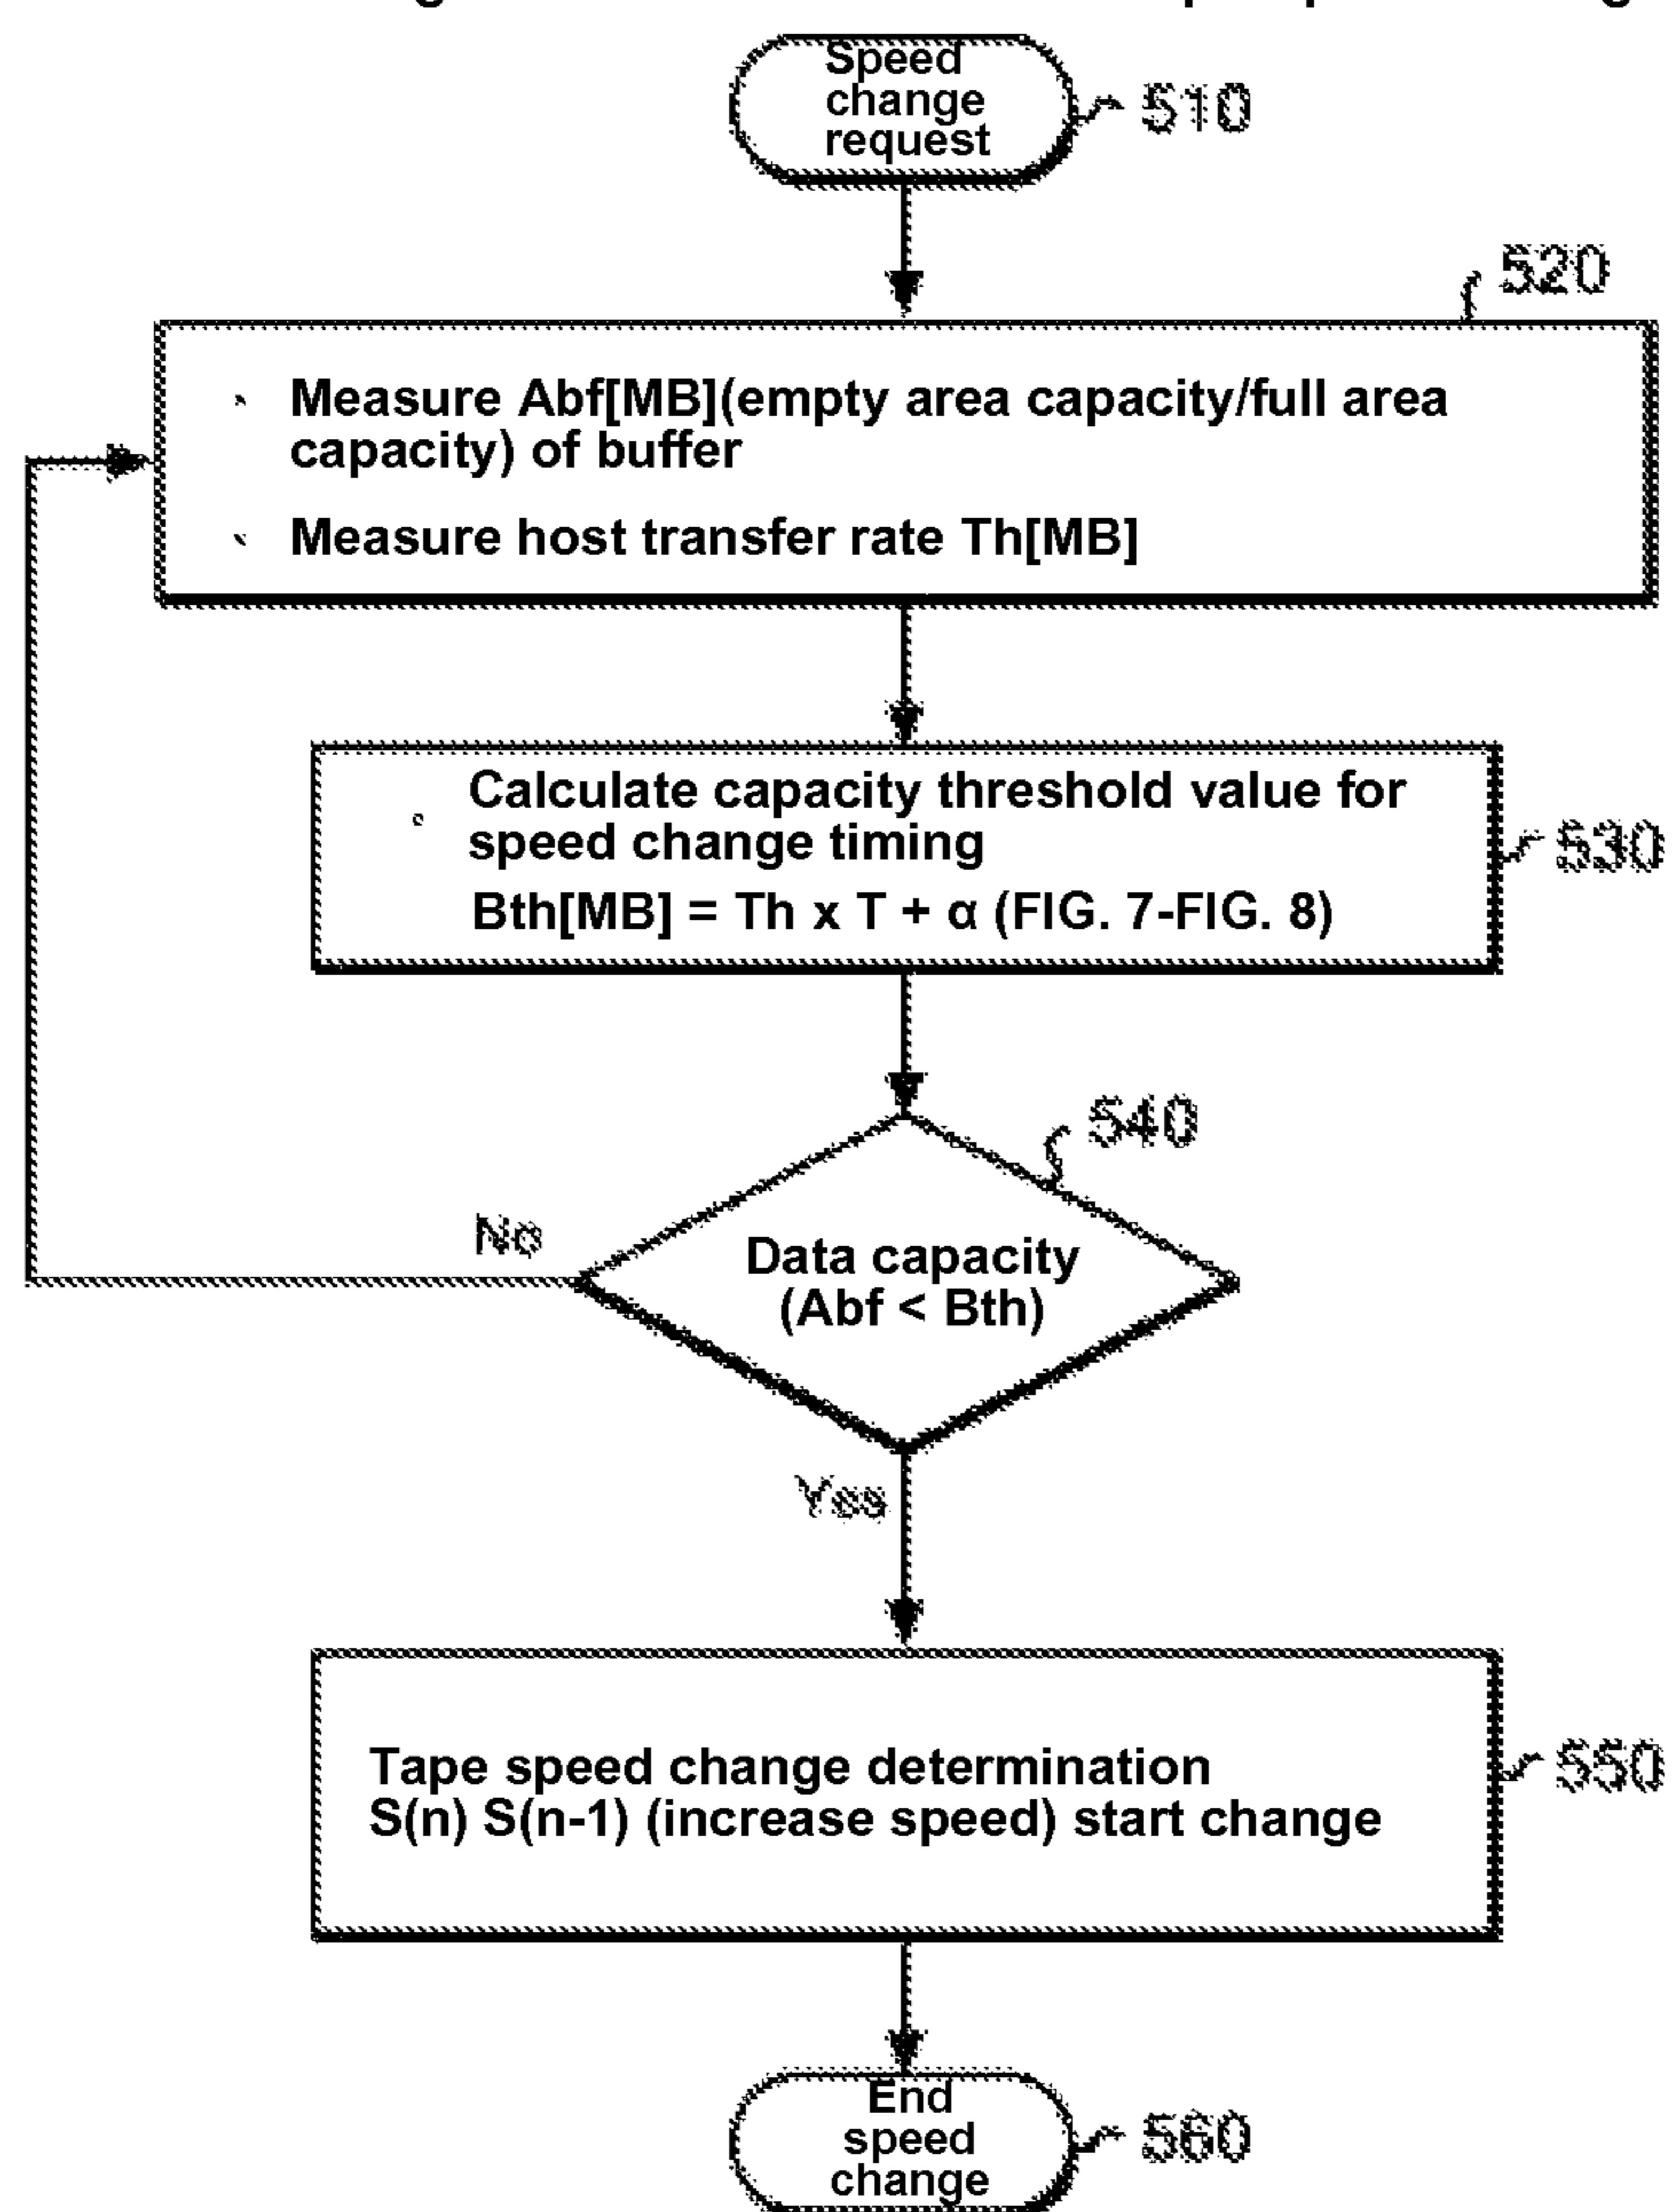 Speed
change
request
510
520
Measure Abf[MB](empty area capacity/full area
capacity) of buffer
Measure host transfer rate Th[MB]
Calculate capacity threshold value for
speed change timing
530
Bth[MB] = Th x T + α (FIG. 7-FIG. 8)
540
No
Data capacity
(Abf < Bth)
Yes
Tape speed change determination
550
S(n) S(n-1) (increase speed) start change
End
speed
change
560